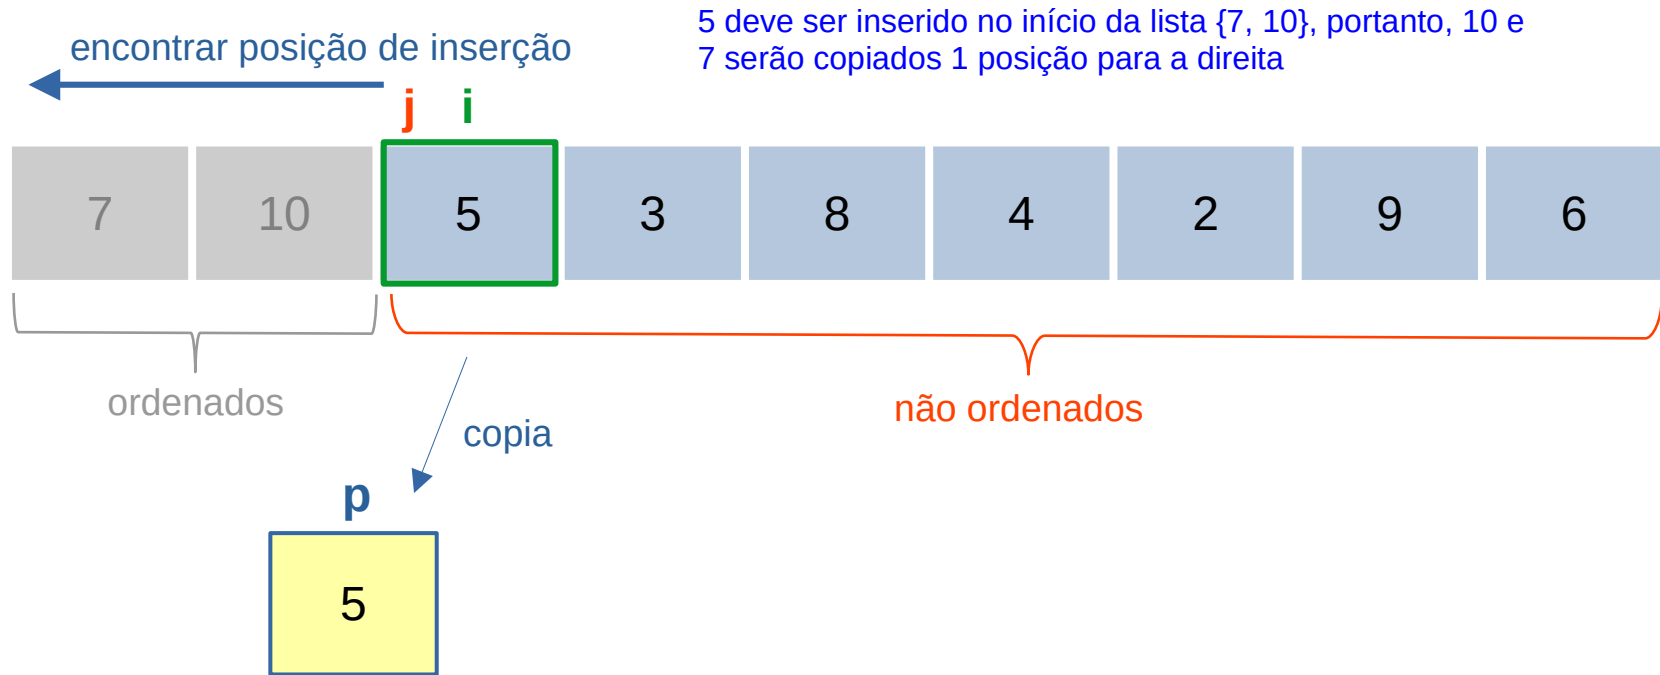 5 deve ser inserido no início da lista {7, 10}, portanto, 10 e
7 serão copiados 1 posição para a direita
encontrar posição de inserção
j i
7 10 5 3 8 4 2 9 6
ordenados
não ordenados
copia
p
5